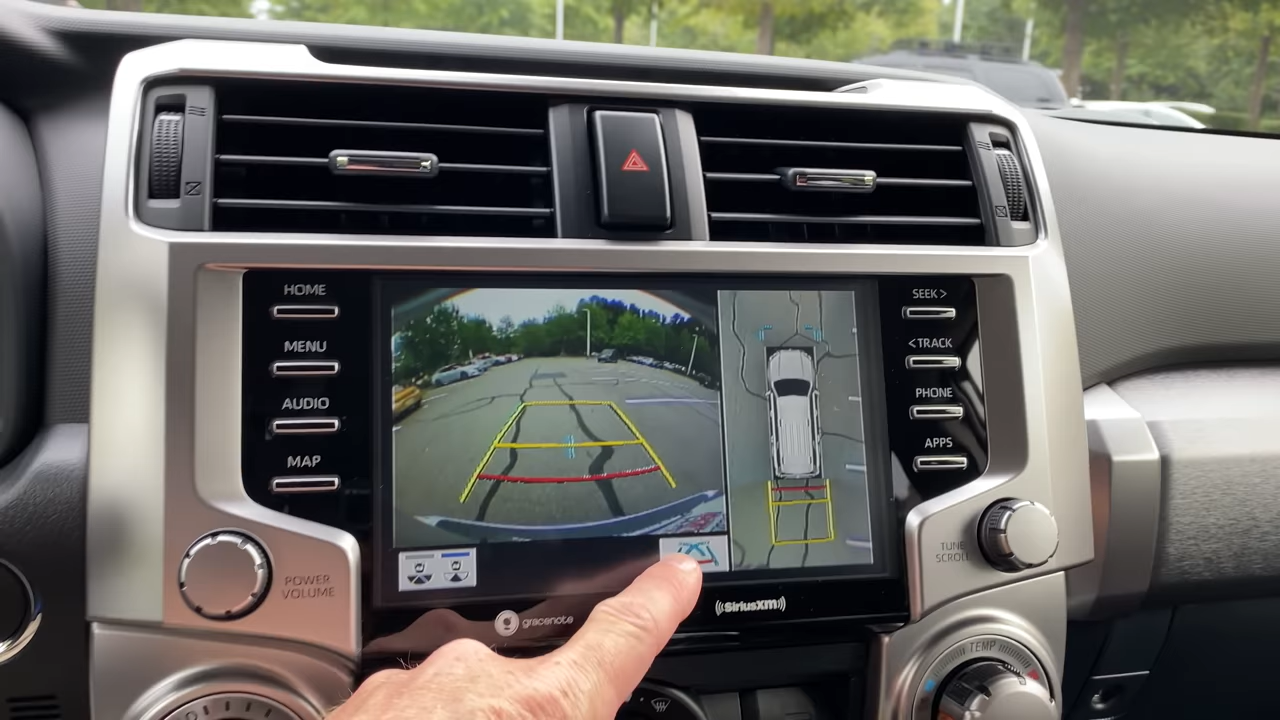 HOME
MENU
AUDIO
MAP
POWER
VOLUME
SEEK >
< TRACK
PHONE
APPS
TUNE
SCROLL
gracenote
((SiriusXM))
TEMP